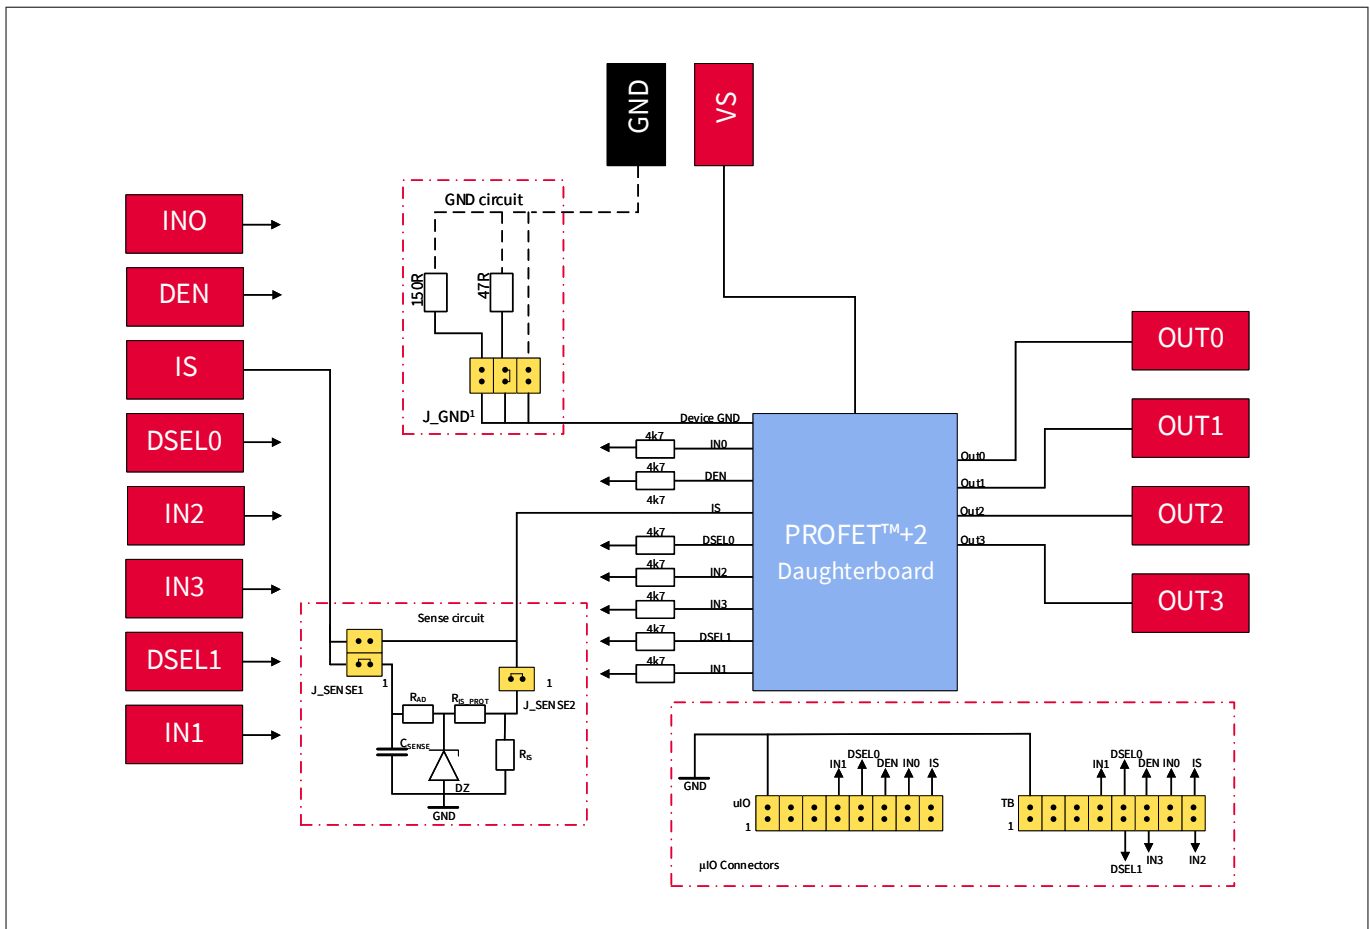 GND
VS
GND circuit
INO
DEN
IS
DSEL0
IN2
IN3
DSEL1
IN1
150R
47R
J_GND¹
Device GND
4k7
IN0
4k7
DEN
4k7
IS
4k7
DSEL0
4k7
IN2
4k7
IN3
4k7
DSEL1
4k7
IN1
PROFET™+2
Daughterboard
Out0
Out1
Out2
Out3
OUT0
OUT1
OUT2
OUT3
Sense circuit
J_SENSE1
1
1
J_SENSE2
RAD
RIS_PROT
CSENSE
RIS
DZ
GND
GND
uIO
1
IN1
DSEL0
DEN
IN0
IS
TB
1
IN1
DSEL0
DEN
IN0
IS
DSEL1
IN3
IN2
µIO Connectors